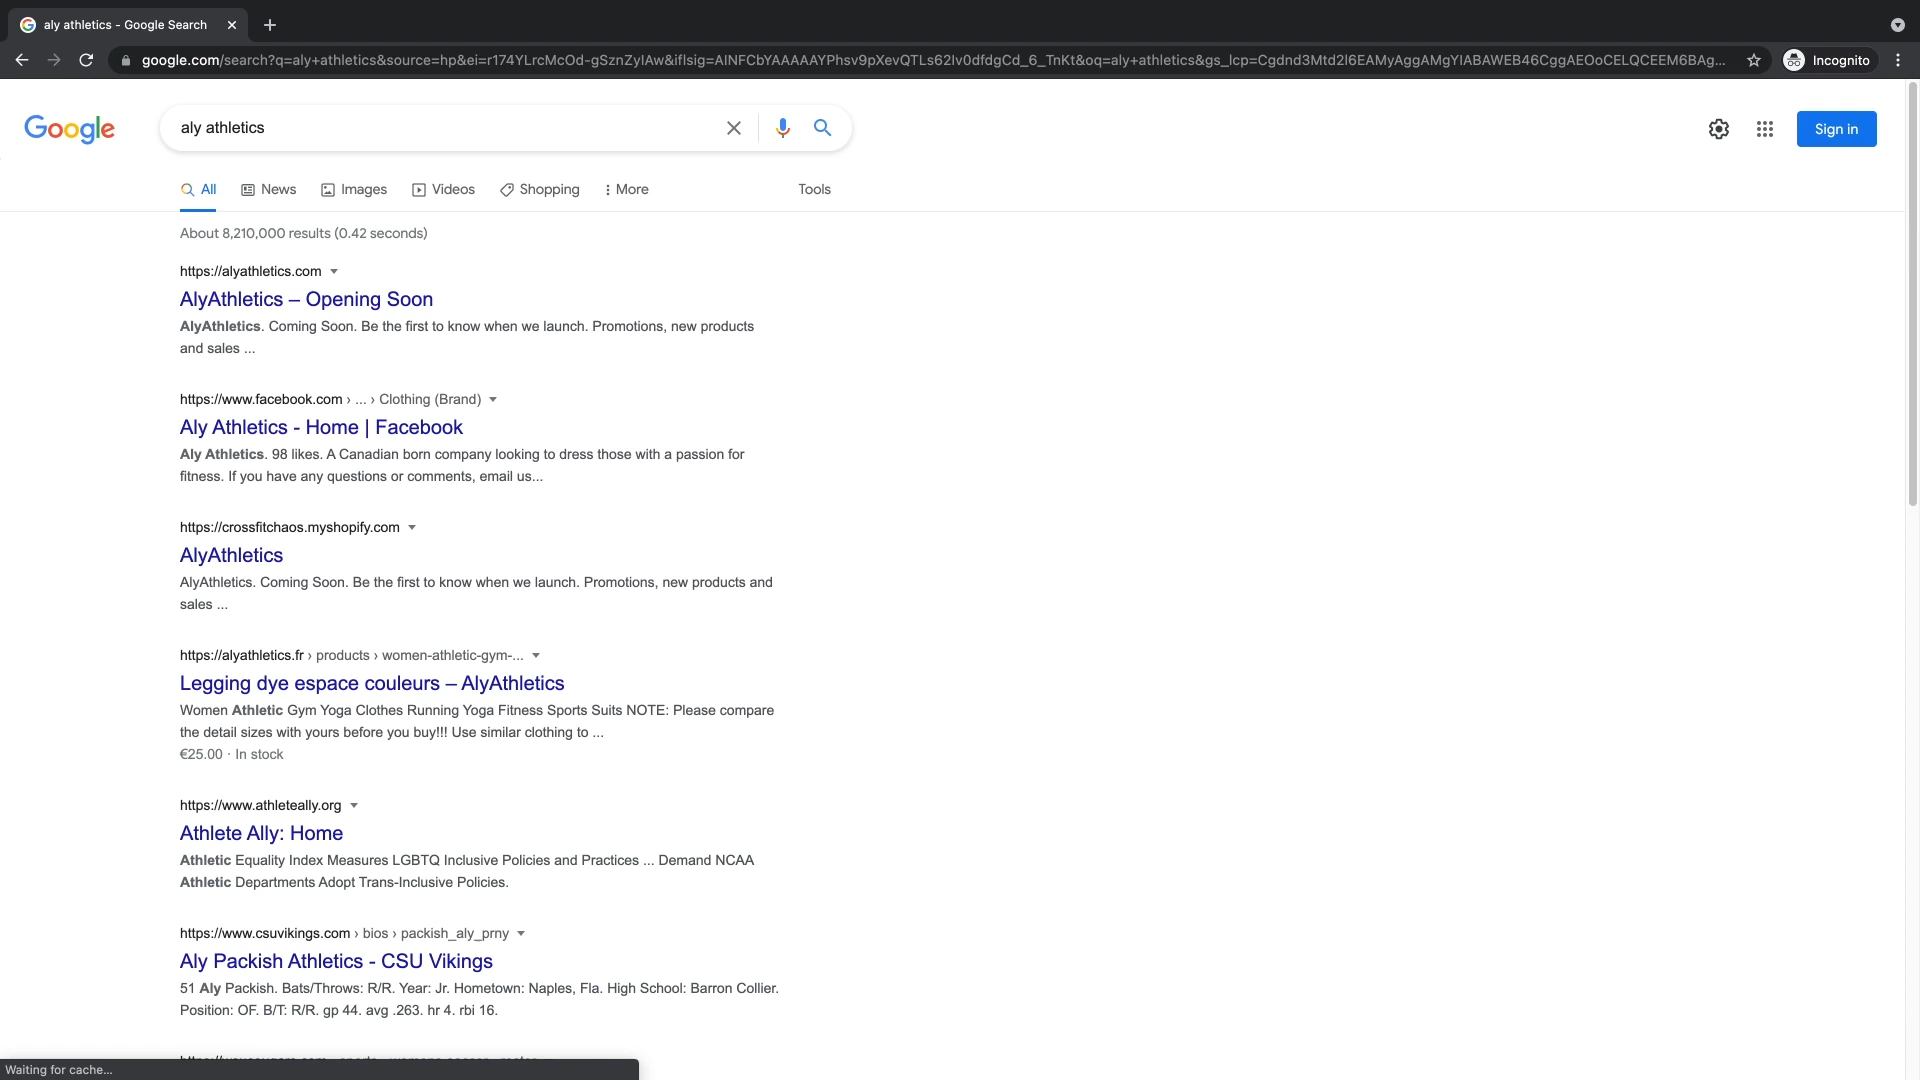 aly athletics - Google Search
google.com/search?q=aly+athletics&source=hp&ei=r174YLrcMcOd-gSznZyIAw&iflsig=AINFCbYAAAAAYPhsv9pXevQTLs62Iv0dfdgCd_6_TnKt&oq=aly+athletics&gs_lcp=Cgdnd3Mtd2l6EAMyAggAMgYIABAWEB46CggAEOoCELQCEEM6BAg...
Incognito
Google
aly athletics
Sign in
All
News
Images
Videos
Shopping
More
Tools
About 8,210,000 results (0.42 seconds)
https://alyathletics.com
AlyAthletics – Opening Soon
AlyAthletics. Coming Soon. Be the first to know when we launch. Promotions, new products
and sales ...
https://www.facebook.com › ... › Clothing (Brand)
Aly Athletics - Home | Facebook
Aly Athletics. 98 likes. A Canadian born company looking to dress those with a passion for
fitness. If you have any questions or comments, email us...
https://crossfitchaos.myshopify.com
AlyAthletics
AlyAthletics. Coming Soon. Be the first to know when we launch. Promotions, new products and
sales ...
https://alyathletics.fr › products › women-athletic-gym-...
Legging dye espace couleurs – AlyAthletics
Women Athletic Gym Yoga Clothes Running Yoga Fitness Sports Suits NOTE: Please compare
the detail sizes with yours before you buy!!! Use similar clothing to ...
€25.00 · In stock
https://www.athleteally.org
Athlete Ally: Home
Athletic Equality Index Measures LGBTQ Inclusive Policies and Practices ... Demand NCAA
Athletic Departments Adopt Trans-Inclusive Policies.
https://www.csuvikings.com › bios › packish_aly_prny
Aly Packish Athletics - CSU Vikings
51 Aly Packish. Bats/Throws: R/R. Year: Jr. Hometown: Naples, Fla. High School: Barron Collier.
Position: OF. B/T: R/R. gp 44. avg .263. hr 4. rbi 16.
Waiting for cache...